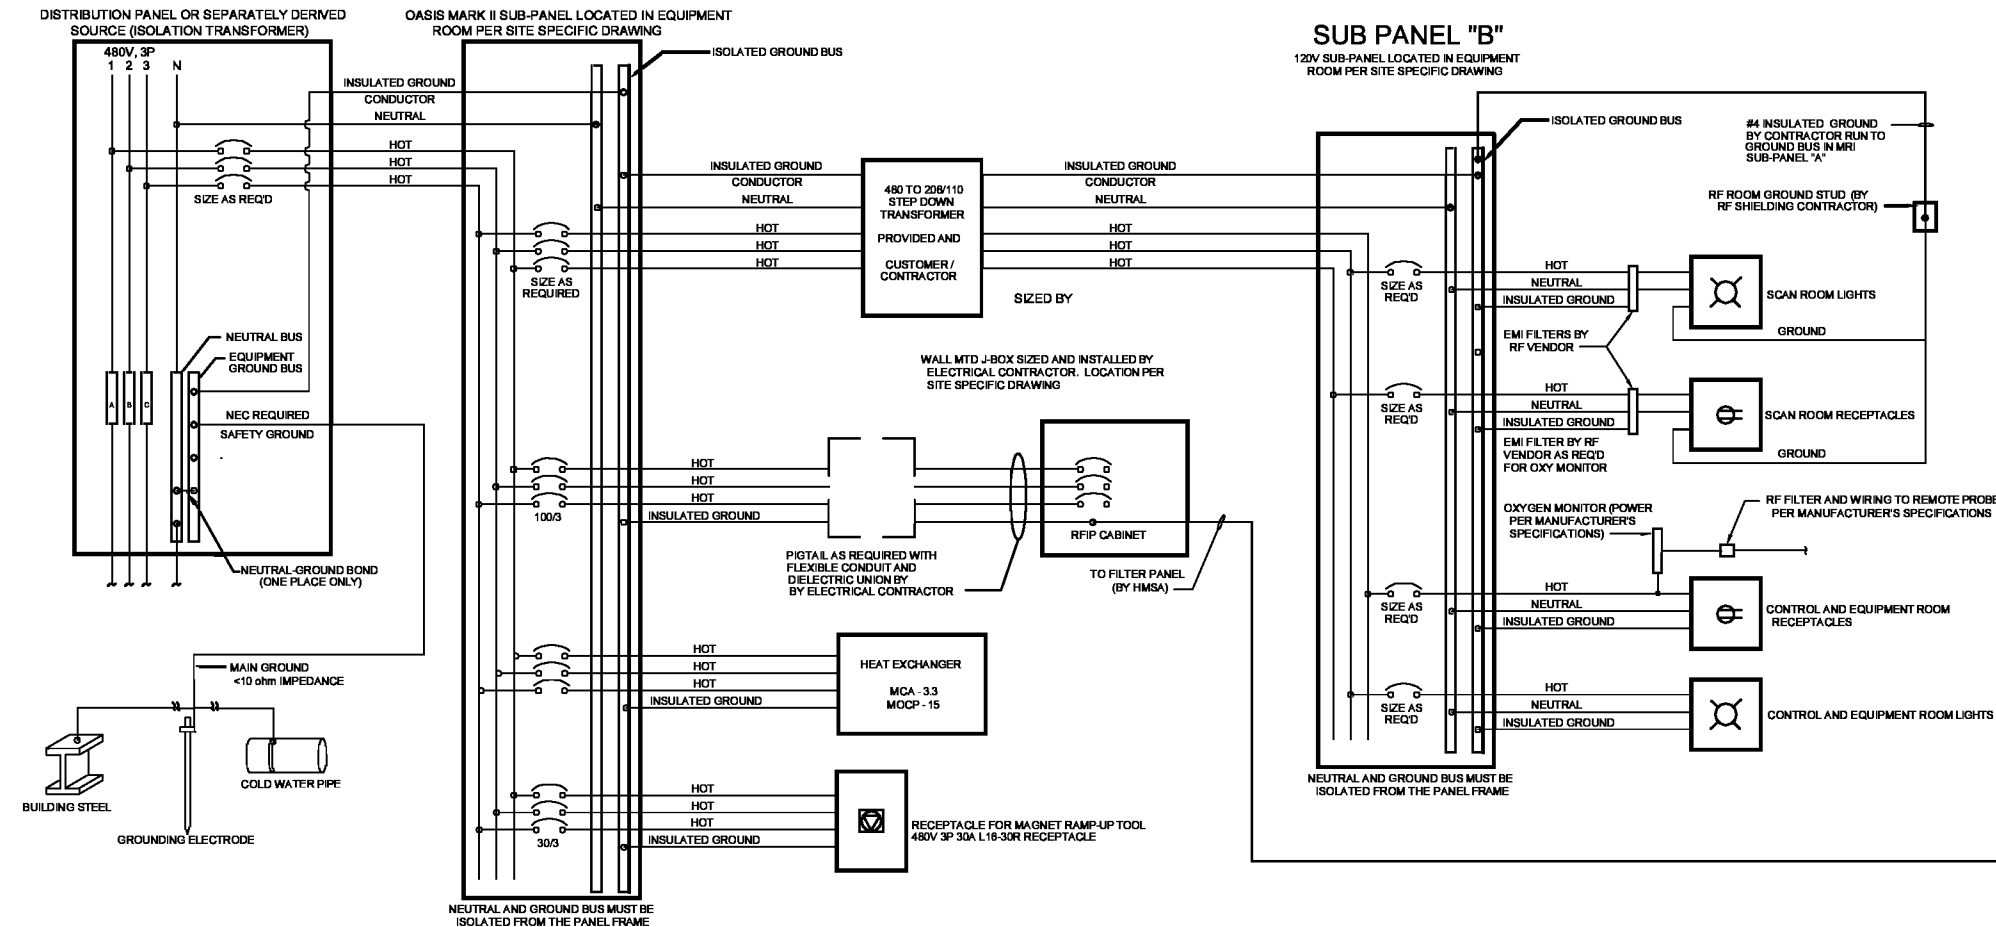 DISTRIBUTION PANEL OR SEPARATELY DERIVED
SOURCE (ISOLATION TRANSFORMER)
480V, 3P
1 2 3 N
SIZE AS REQ'D
NEUTRAL BUS
EQUIPMENT
GROUND BUS
A B C
NEC REQUIRED
SAFETY GROUND
NEUTRAL-GROUND BOND
(ONE PLACE ONLY)
MAIN GROUND
<10 ohm IMPEDANCE
BUILDING STEEL
COLD WATER PIPE
GROUNDING ELECTRODE
INSULATED GROUND
CONDUCTOR
NEUTRAL
HOT
HOT
HOT
OASIS MARK II SUB-PANEL LOCATED IN EQUIPMENT
ROOM PER SITE SPECIFIC DRAWING
ISOLATED GROUND BUS
SIZE AS
REQUIRED
100/3
30/3
NEUTRAL AND GROUND BUS MUST BE
ISOLATED FROM THE PANEL FRAME
INSULATED GROUND
CONDUCTOR
NEUTRAL
HOT
HOT
HOT
480 TO 208/110
STEP DOWN
TRANSFORMER
PROVIDED AND
CUSTOMER /
CONTRACTOR
SIZED BY
INSULATED GROUND
CONDUCTOR
NEUTRAL
HOT
HOT
HOT
WALL MTD J-BOX SIZED AND INSTALLED BY
ELECTRICAL CONTRACTOR. LOCATION PER
SITE SPECIFIC DRAWING
HOT
HOT
HOT
INSULATED GROUND
RFIP CABINET
PIGTAIL AS REQUIRED WITH
FLEXIBLE CONDUIT AND
DIELECTRIC UNION BY
BY ELECTRICAL CONTRACTOR
TO FILTER PANEL
(BY HMSA)
HOT
HOT
HOT
INSULATED GROUND
HEAT EXCHANGER
MCA - 3.3
MOCP - 15
HOT
HOT
HOT
INSULATED GROUND
RECEPTACLE FOR MAGNET RAMP-UP TOOL
480V 3P 30A L16-30R RECEPTACLE
SUB PANEL "B"
120V SUB-PANEL LOCATED IN EQUIPMENT
ROOM PER SITE SPECIFIC DRAWING
ISOLATED GROUND BUS
#4 INSULATED GROUND
BY CONTRACTOR RUN TO
GROUND BUS IN MRI
SUB-PANEL "A"
RF ROOM GROUND STUD (BY
RF SHIELDING CONTRACTOR)
SIZE AS
REQ'D
HOT
NEUTRAL
INSULATED GROUND
SCAN ROOM LIGHTS
GROUND
EMI FILTERS BY
RF VENDOR
SIZE AS
REQ'D
HOT
NEUTRAL
INSULATED GROUND
SCAN ROOM RECEPTACLES
GROUND
EMI FILTER BY RF
VENDOR AS REQ'D
FOR OXY MONITOR
OXYGEN MONITOR (POWER
PER MANUFACTURER'S
SPECIFICATIONS)
RF FILTER AND WIRING TO REMOTE PROBE
PER MANUFACTURER'S SPECIFICATIONS
SIZE AS
REQ'D
HOT
NEUTRAL
INSULATED GROUND
CONTROL AND EQUIPMENT ROOM
RECEPTACLES
SIZE AS
REQ'D
HOT
NEUTRAL
INSULATED GROUND
CONTROL AND EQUIPMENT ROOM LIGHTS
NEUTRAL AND GROUND BUS MUST BE
ISOLATED FROM THE PANEL FRAME